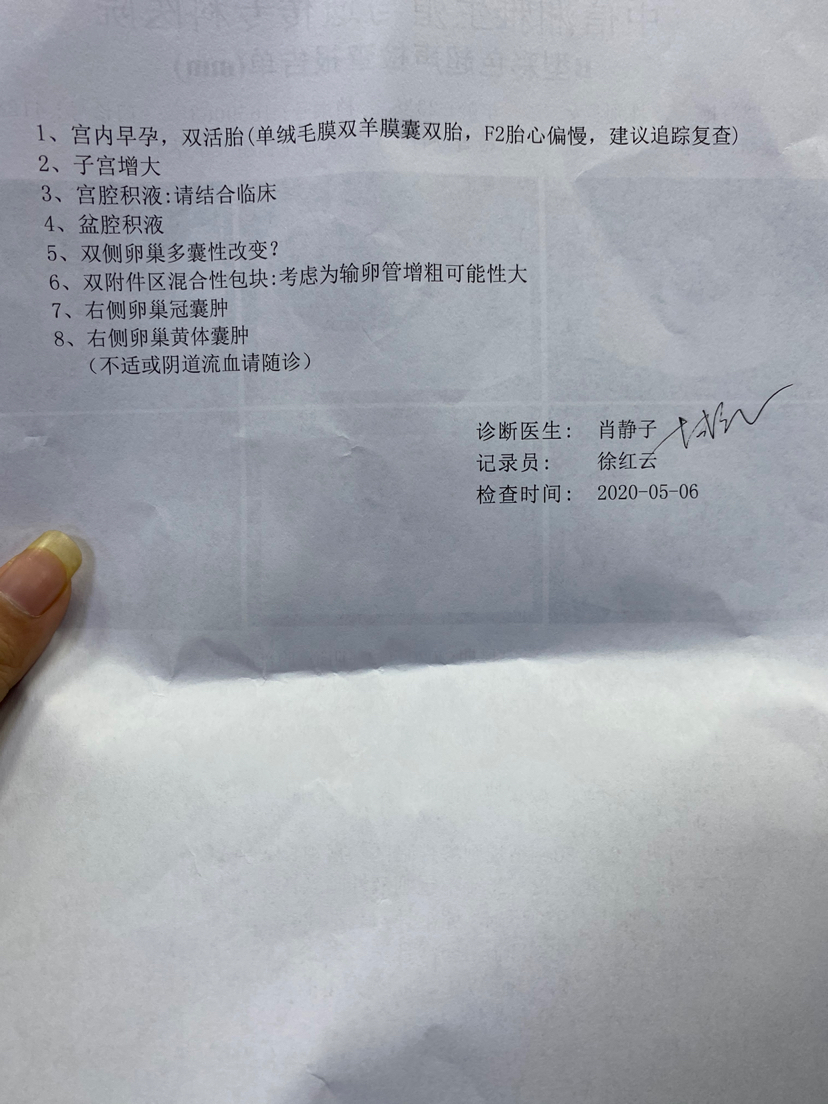 1、宫内早孕，双活胎(单绒毛膜双羊膜囊双胎，F2胎心偏慢，建议追踪复查)
2、子宫增大
3、宫腔积液:请结合临床
4、盆腔积液
5、双侧卵巢多囊性改变?
6、双附件区混合性包块:考虑为输卵管增粗可能性大
7、右侧卵巢冠囊肿
8、右侧卵巢黄体囊肿
（不适或阴道流血请随诊）
诊断医生: 肖静子
记录员: 徐红云
检查时间: 2020-05-06